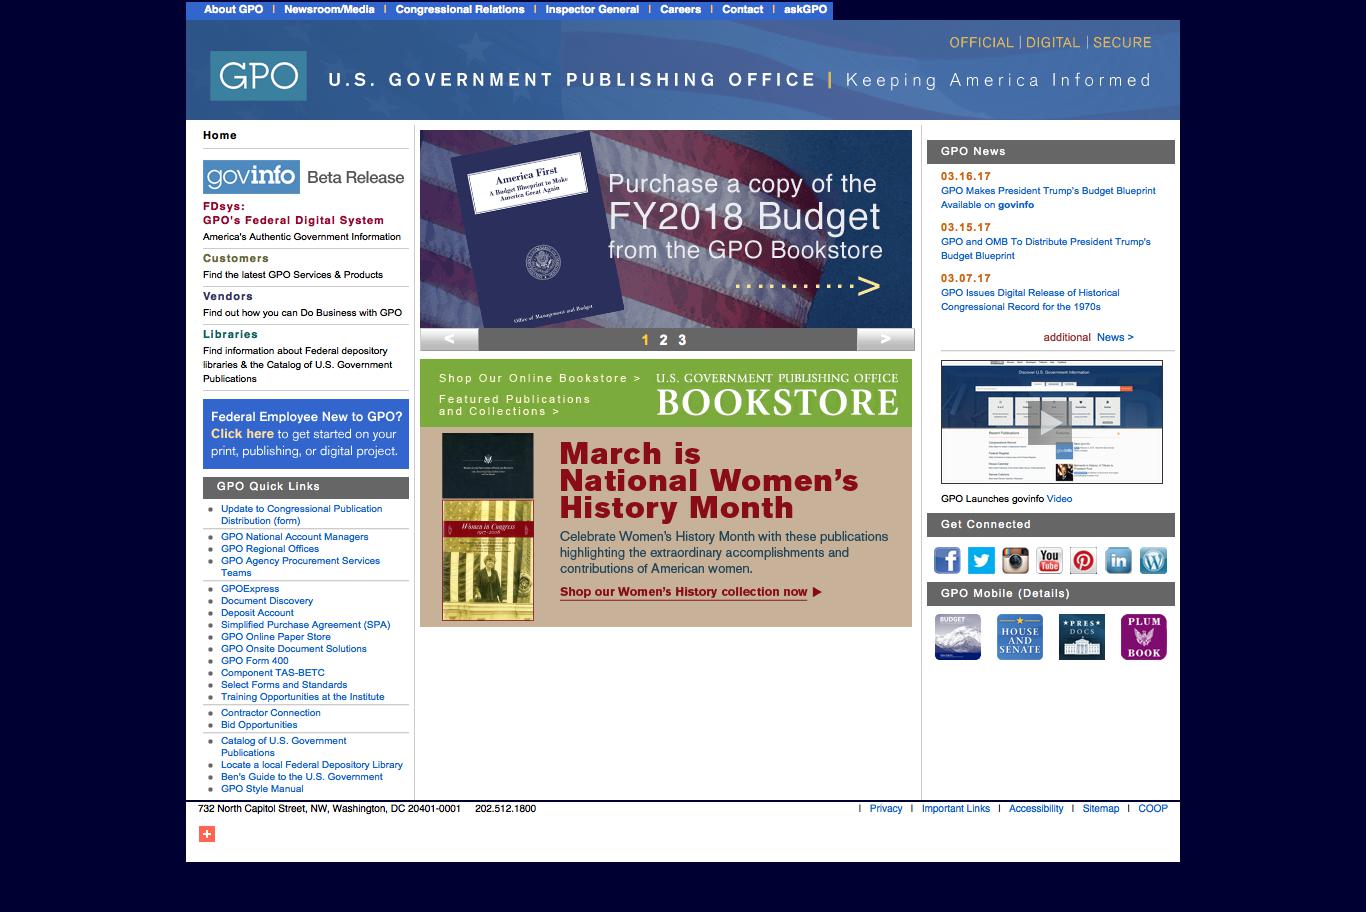 About GPO | Newsroom/Media | Congressional Relations | Inspector General | Careers | Contact | askGPO
OFFICIAL | DIGITAL | SECURE
GPO
U.S. GOVERNMENT PUBLISHING OFFICE | Keeping America Informed
Home
govinfo Beta Release
FDsys:
GPO's Federal Digital System
America's Authentic Government Information
Customers
Find the latest GPO Services & Products
Vendors
Find out how you can Do Business with GPO
Libraries
Find information about Federal depository
libraries & the Catalog of U.S. Government
Publications
Federal Employee New to GPO?
Click here to get started on your
print, publishing, or digital project.
GPO Quick Links
Update to Congressional Publication
Distribution (form)
GPO National Account Managers
GPO Regional Offices
GPO Agency Procurement Services
Teams
GPOExpress
Document Discovery
Deposit Account
Simplified Purchase Agreement (SPA)
GPO Online Paper Store
GPO Onsite Document Solutions
GPO Form 400
Component TAS-BETC
Select Forms and Standards
Training Opportunities at the Institute
Contractor Connection
Bid Opportunities
Catalog of U.S. Government
Publications
Locate a local Federal Depository Library
Ben's Guide to the U.S. Government
GPO Style Manual
America First
A Budget Blueprint to Make
America Great Again
Office of Management and Budget
Purchase a copy of the
FY2018 Budget
from the GPO Bookstore
...........>
< 1 2 3 >
Shop Our Online Bookstore >
Featured Publications
and Collections >
U.S. GOVERNMENT PUBLISHING OFFICE
BOOKSTORE
Women in Congress
March is
National Women's
History Month
Celebrate Women's History Month with these publications
highlighting the extraordinary accomplishments and
contributions of American women.
Shop our Women's History collection now
GPO News
03.16.17
GPO Makes President Trump's Budget Blueprint
Available on govinfo
03.15.17
GPO and OMB To Distribute President Trump's
Budget Blueprint
03.07.17
GPO Issues Digital Release of Historical
Congressional Record for the 1970s
additional News >
Discover U.S. Government Information
GPO Launches govinfo Video
Get Connected
You
Tube
in
GPO Mobile (Details)
BUDGET
HOUSE
AND
SENATE
PRES
DOCS
PLUM
BOOK
732 North Capitol Street, NW, Washington, DC 20401-0001 202.512.1800
| Privacy | Important Links | Accessibility | Sitemap | COOP